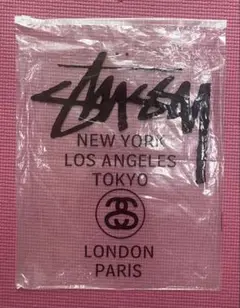 STUSSY
NEW YORK
LOS ANGELES
TOKYO
LONDON
PARIS